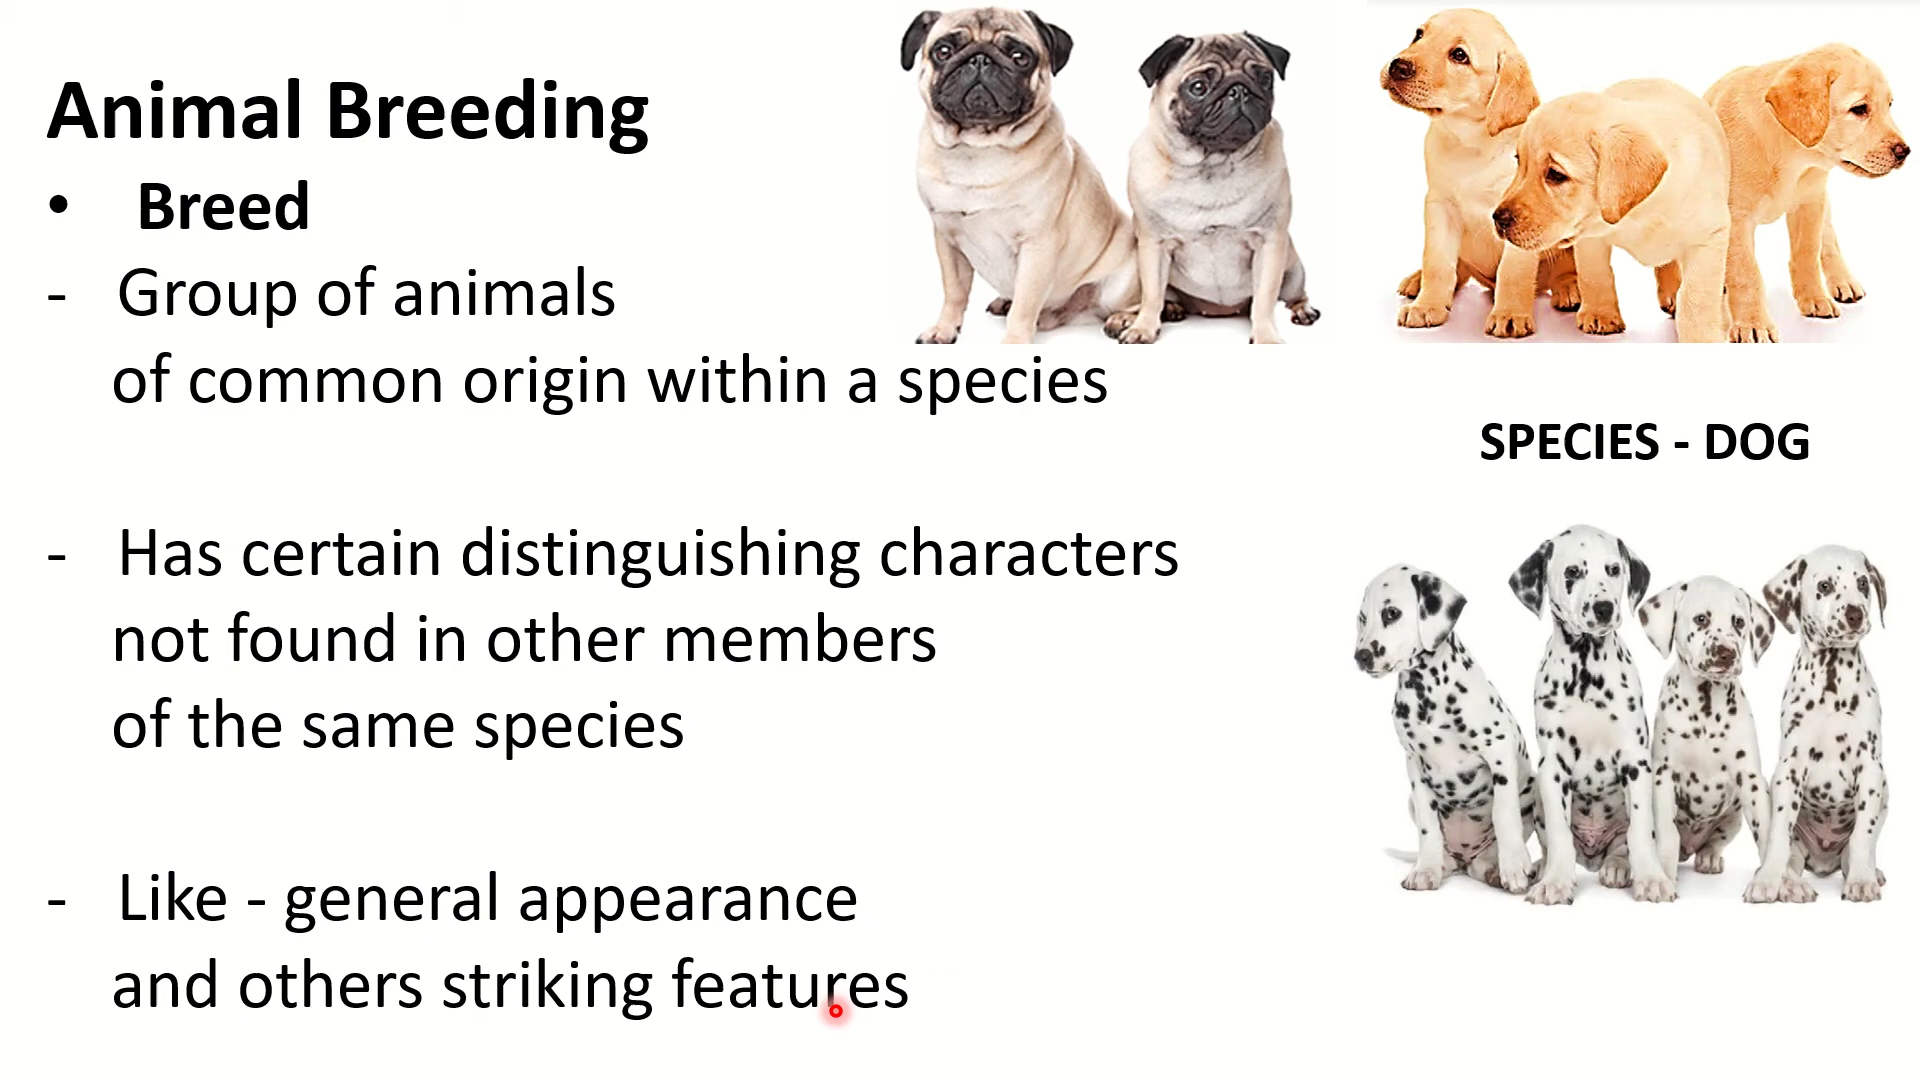 Animal Breeding
• Breed
- Group of animals
of common origin within a species
SPECIES - DOG
- Has certain distinguishing characters
not found in other members
of the same species
- Like - general appearance
and others striking features